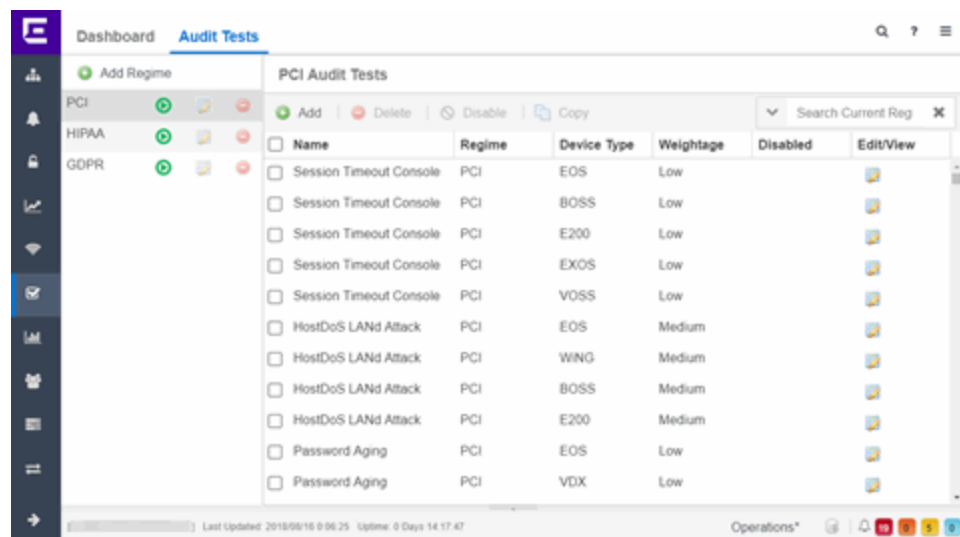 Dashboard Audit Tests ?
Add Regime
PCI
HIPAA
GDPR
PCI Audit Tests
Add Delete Disable Copy Search Current Reg
Name Regime Device Type Weightage Disabled Edit/View
Session Timeout Console PCI EOS Low
Session Timeout Console PCI BOSS Low
Session Timeout Console PCI E200 Low
Session Timeout Console PCI EXOS Low
Session Timeout Console PCI VOSS Low
HostDoS LANd Attack PCI EOS Medium
HostDoS LANd Attack PCI WiNG Medium
HostDoS LANd Attack PCI BOSS Medium
HostDoS LANd Attack PCI E200 Medium
Password Aging PCI EOS Low
Password Aging PCI VDX Low
[ ] Last Updated: Uptime: 0 Days 14:17:47 Operations* 19 0 5 0